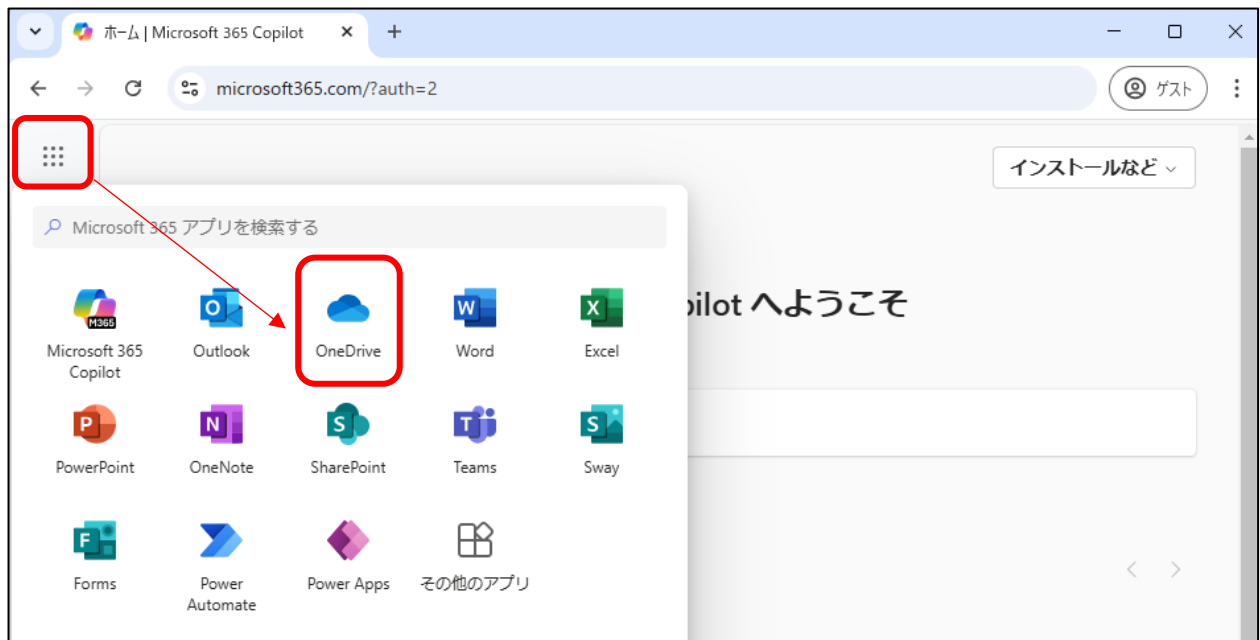 ホーム | Microsoft 365 Copilot
microsoft365.com/?auth=2
ゲスト
インストールなど
Microsoft 365 アプリを検索する
pilot へようこそ
M365
Microsoft 365 Copilot
Outlook
OneDrive
Word
Excel
PowerPoint
OneNote
SharePoint
Teams
Sway
Forms
Power Automate
Power Apps
その他のアプリ